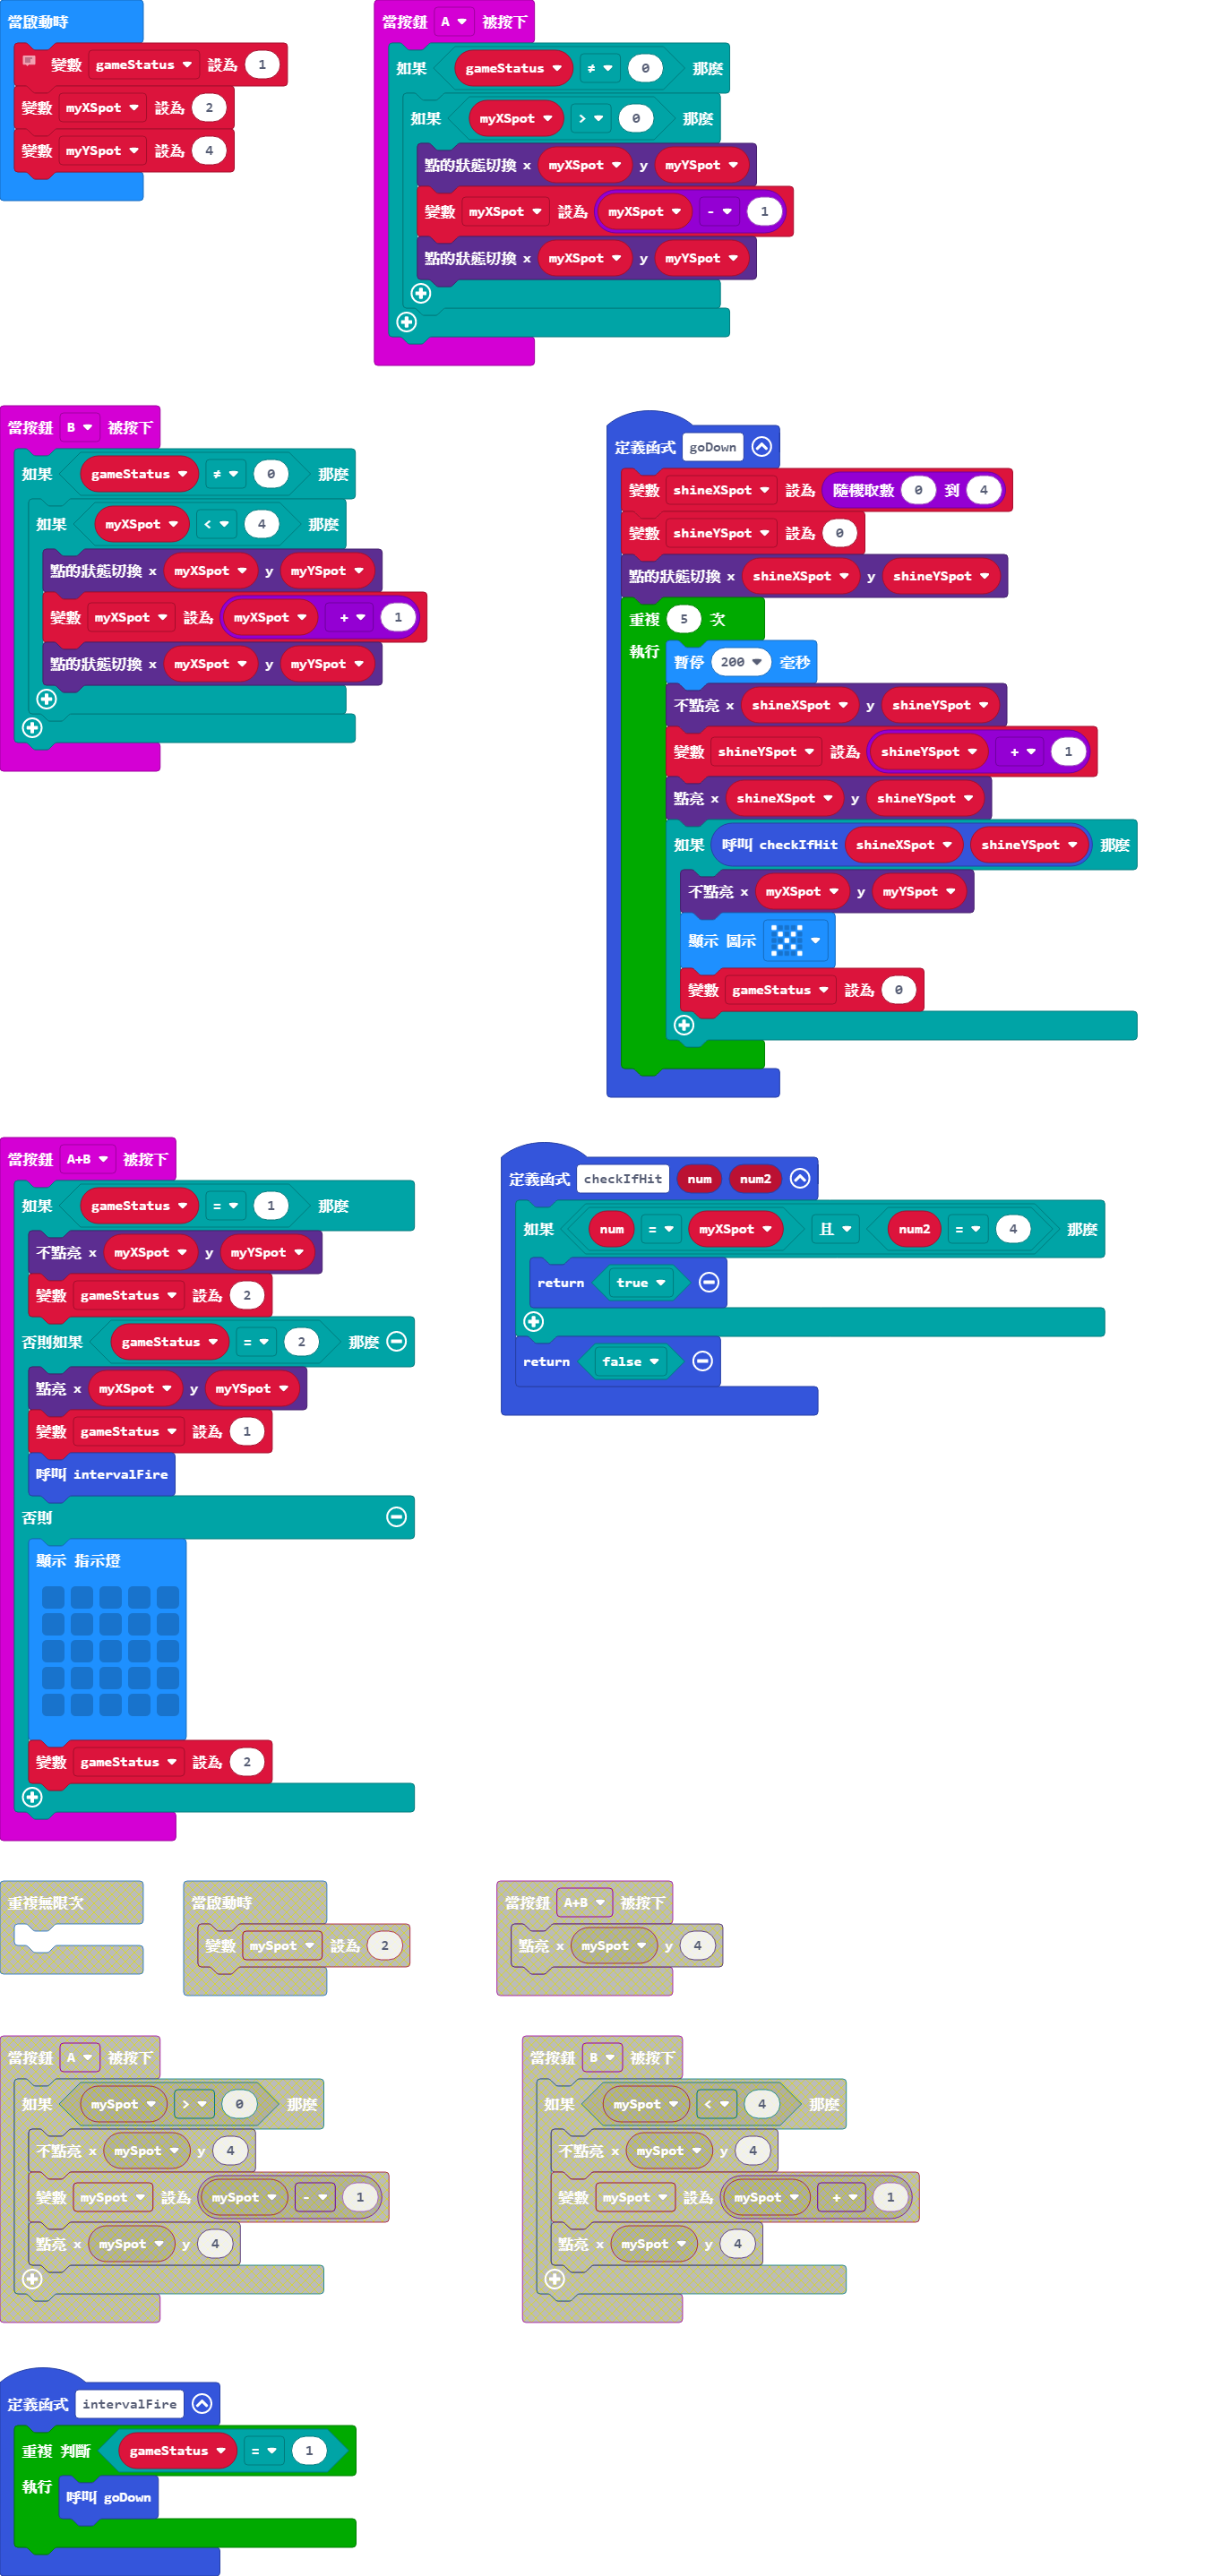 當啟動時
變數 gameStatus 設為 1
變數 myXSpot 設為 2
變數 myYSpot 設為 4
當按鈕 A 被按下
如果 gameStatus ≠ 0 那麼
如果 myXSpot > 0 那麼
點的狀態切換 x myXSpot y myYSpot
變數 myXSpot 設為 myXSpot - 1
點的狀態切換 x myXSpot y myYSpot
當按鈕 B 被按下
如果 gameStatus ≠ 0 那麼
如果 myXSpot < 4 那麼
點的狀態切換 x myXSpot y myYSpot
變數 myXSpot 設為 myXSpot + 1
點的狀態切換 x myXSpot y myYSpot
定義函式 goDown
變數 shineXSpot 設為 隨機取數 0 到 4
變數 shineYSpot 設為 0
點的狀態切換 x shineXSpot y shineYSpot
重複 5 次
執行
暫停 200 毫秒
不點亮 x shineXSpot y shineYSpot
變數 shineYSpot 設為 shineYSpot + 1
點亮 x shineXSpot y shineYSpot
如果 呼叫 checkIfHit shineXSpot shineYSpot 那麼
不點亮 x myXSpot y myYSpot
顯示 圖示
變數 gameStatus 設為 0
當按鈕 A+B 被按下
如果 gameStatus = 1 那麼
不點亮 x myXSpot y myYSpot
變數 gameStatus 設為 2
否則如果 gameStatus = 2 那麼
點亮 x myXSpot y myYSpot
變數 gameStatus 設為 1
呼叫 intervalFire
否則
顯示 指示燈
變數 gameStatus 設為 2
定義函式 checkIfHit num num2
如果 num = myXSpot 且 num2 = 4 那麼
return true
return false
重複無限次
當啟動時
變數 mySpot 設為 2
當按鈕 A+B 被按下
點亮 x mySpot y 4
當按鈕 A 被按下
如果 mySpot > 0 那麼
不點亮 x mySpot y 4
變數 mySpot 設為 mySpot - 1
點亮 x mySpot y 4
當按鈕 B 被按下
如果 mySpot < 4 那麼
不點亮 x mySpot y 4
變數 mySpot 設為 mySpot + 1
點亮 x mySpot y 4
定義函式 intervalFire
重複 判斷 gameStatus = 1
執行 呼叫 goDown